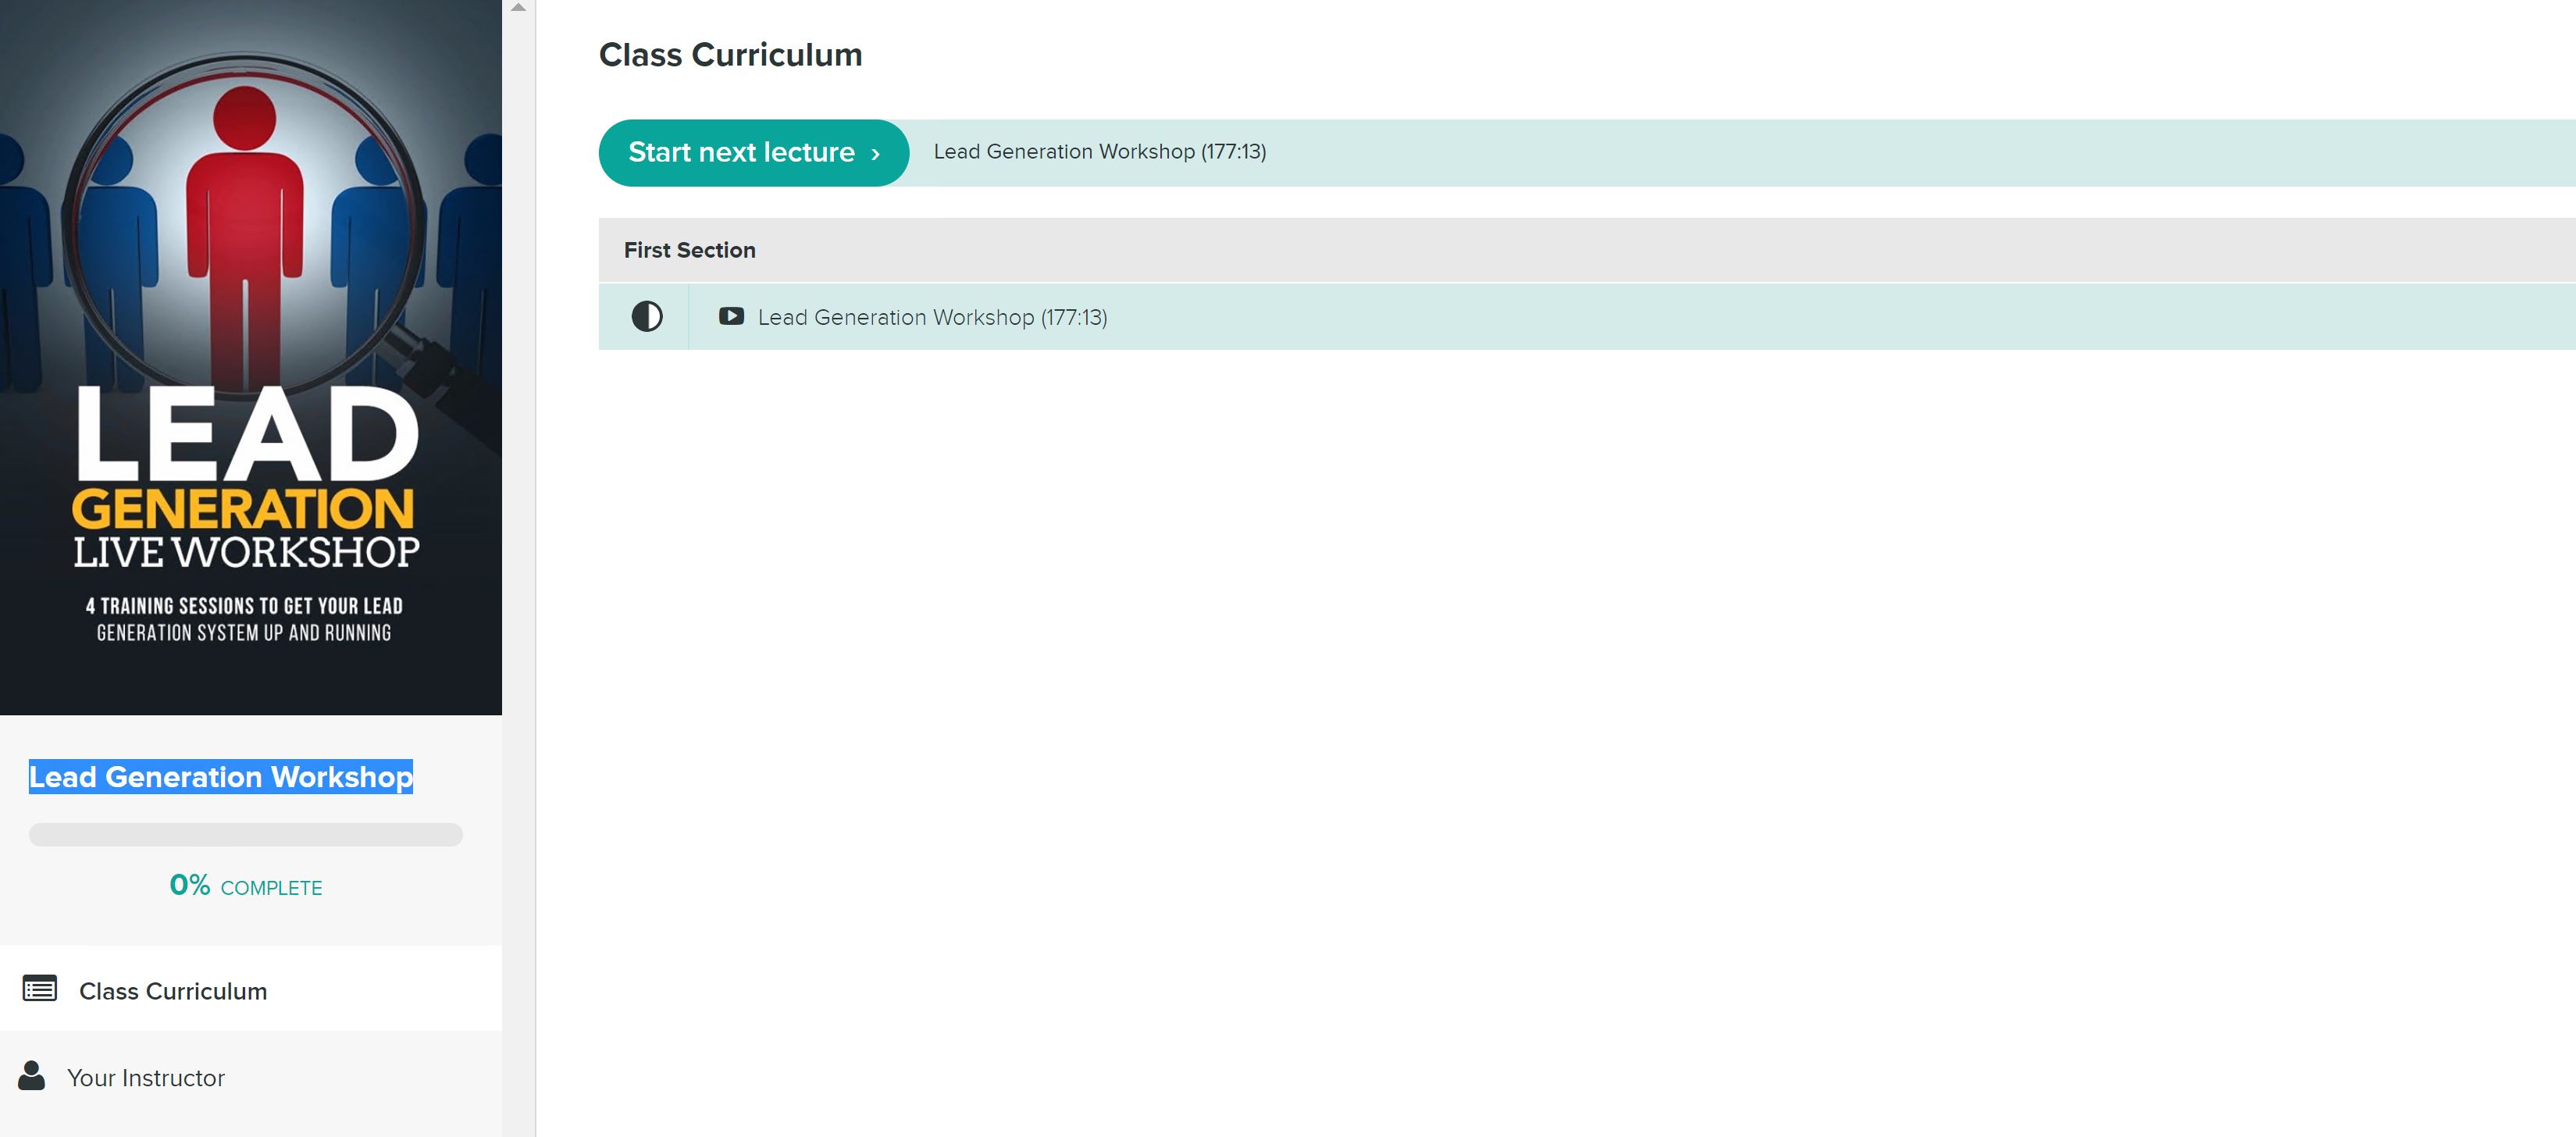 LEAD
GENERATION
LIVE WORKSHOP
4 TRAINING SESSIONS TO GET YOUR LEAD
GENERATION SYSTEM UP AND RUNNING
Lead Generation Workshop
0% COMPLETE
Class Curriculum
Your Instructor
Class Curriculum
Start next lecture › Lead Generation Workshop (177:13)
First Section
Lead Generation Workshop (177:13)